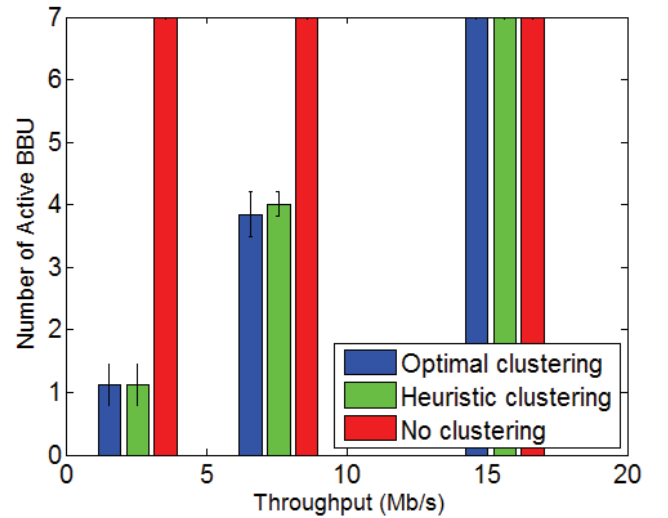 7
6
5
4
3
2
1
0
Number of Active BBU
Optimal clustering
Heuristic clustering
No clustering
0 5 10 15 20
Throughput (Mb/s)